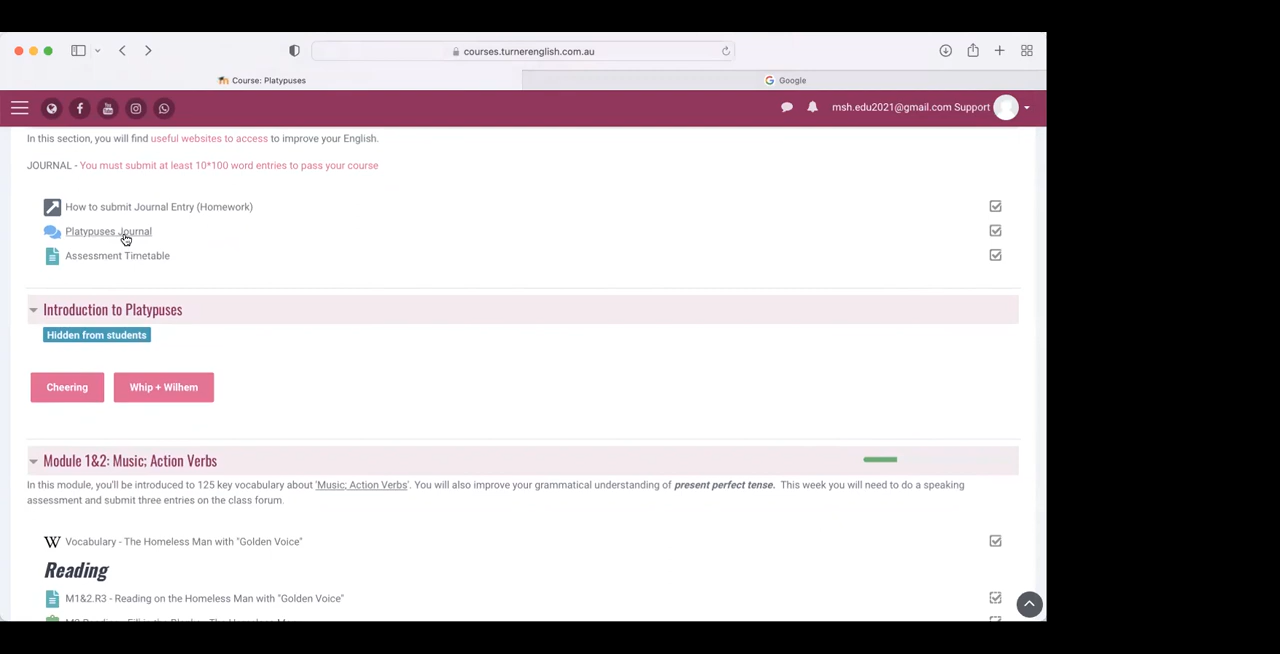 courses.turnerenglish.com.au
Course: Platypuses
Google
msh.edu2021@gmail.com Support
In this section, you will find useful websites to access to improve your English.
JOURNAL - You must submit at least 10*100 word entries to pass your course
How to submit Journal Entry (Homework)
Platypuses Journal
Assessment Timetable
Introduction to Platypuses
Hidden from students
Cheering
Whip + Wilhem
Module 1&2: Music; Action Verbs
In this module, you'll be introduced to 125 key vocabulary about 'Music; Action Verbs'. You will also improve your grammatical understanding of present perfect tense. This week you will need to do a speaking
assessment and submit three entries on the class forum.
Vocabulary - The Homeless Man with "Golden Voice"
Reading
M1&2.R3 - Reading on the Homeless Man with "Golden Voice"